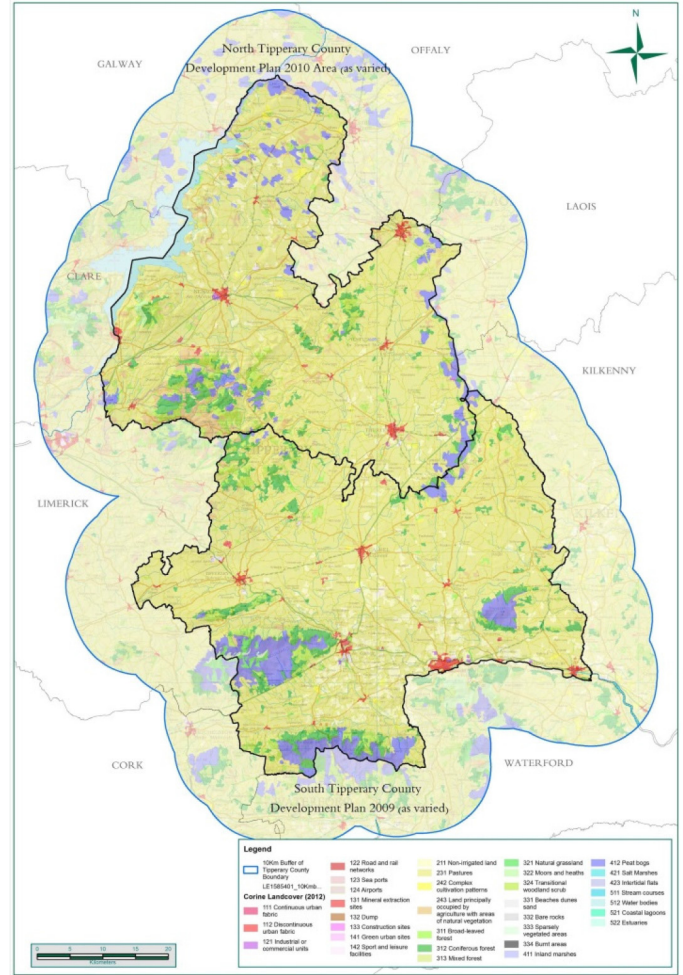 N
North Tipperary County
Development Plan 2010 Area (as varied)
GALWAY
OFFALY
LAOIS
CLARE
KILKENNY
LIMERICK
CORK
WATERFORD
South Tipperary County
Development Plan 2009 (as varied)
Legend
10Km Buffer of
Tipperary County
Boundary
LE1585401_10Kmb...
Corine Landcover (2012)
111 Continuous urban
fabric
112 Discontinuous
urban fabric
121 Industrial or
commercial units
122 Road and rail
networks
123 Sea ports
124 Airports
131 Mineral extraction
sites
132 Dump
133 Construction sites
141 Green urban sites
142 Sport and leisure
facilities
211 Non-irrigated land
231 Pastures
242 Complex
cultivation patterns
243 Land principally
occupied by
agriculture with areas
of natural vegetation
311 Broad-leaved
forest
312 Coniferous forest
313 Mixed forest
321 Natural grassland
322 Moors and heaths
324 Transitional
woodland scrub
331 Beaches dunes
sand
332 Bare rocks
333 Sparsely
vegetated areas
334 Burnt areas
411 Inland marshes
412 Peat bogs
421 Salt Marshes
423 Intertidal flats
511 Stream courses
512 Water bodies
521 Coastal lagoons
522 Estuaries
0 5 10 15 20
Kilometers